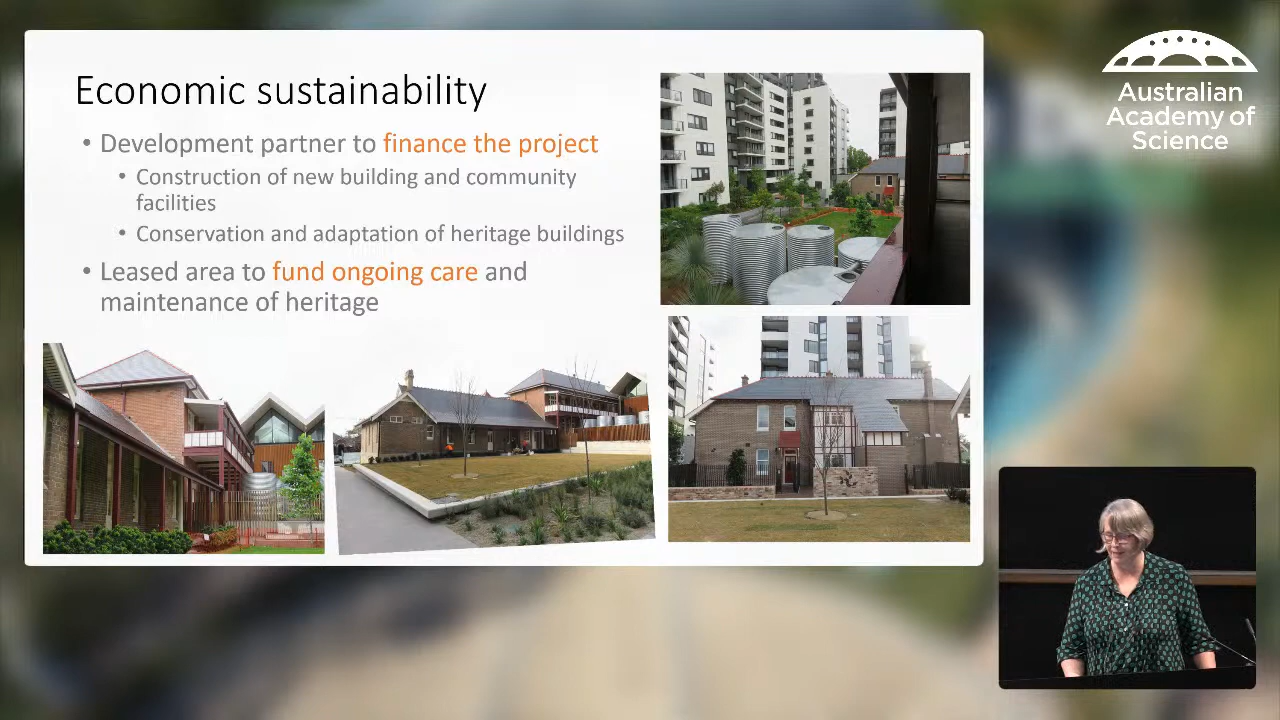 Economic sustainability
• Development partner to finance the project
• Construction of new building and community
facilities
• Conservation and adaptation of heritage buildings
• Leased area to fund ongoing care and
maintenance of heritage
Australian
Academy of
Science